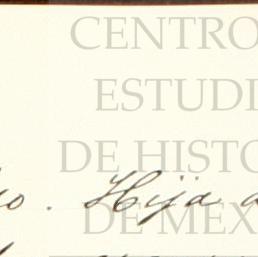 CENTRO
ESTUDI
DE HISTO
o. Hija
DE MEX